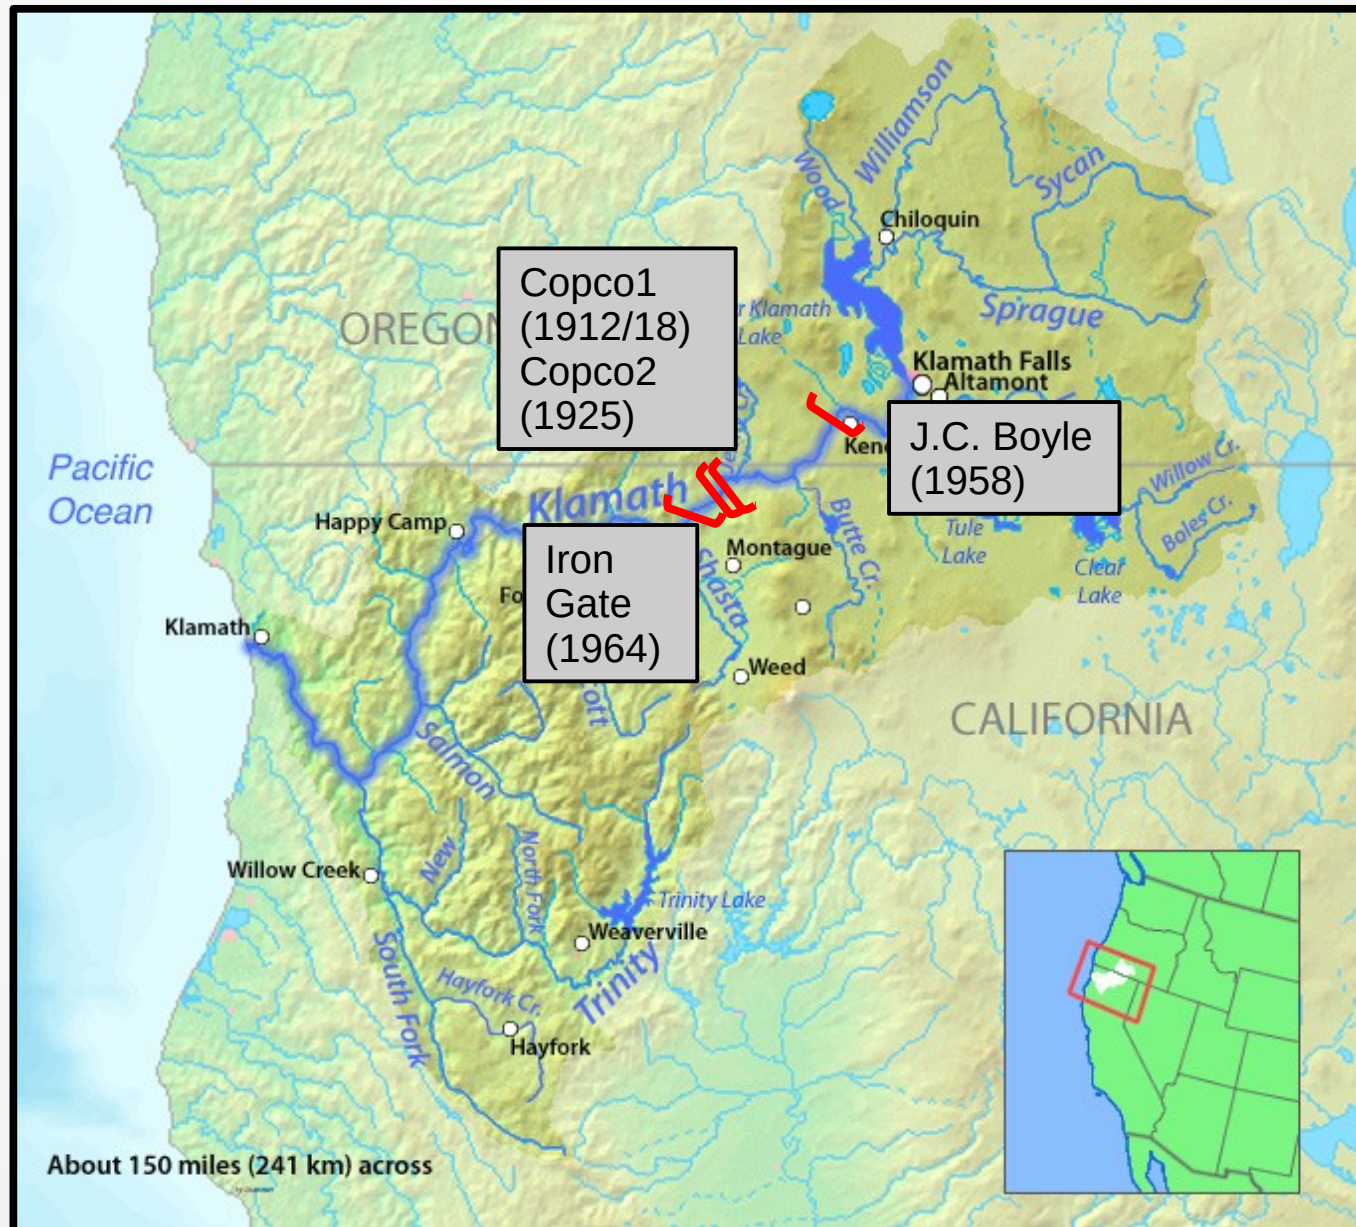 Williamson
Wood
Sycan
Chiloquin
Copco1
(1912/18)
Copco2
(1925)
r Klamath
Lake
Sprague
OREGON
Klamath Falls
Altamont
J.C. Boyle
(1958)
Ken
Pacific
Ocean
Klamath
Willow Cr.
Boles Cr.
Happy Camp
Butte Cr.
Tule
Lake
Iron
Gate
(1964)
Shasta
Montague
Clear
Lake
Fo
Klamath
Weed
ott
CALIFORNIA
Salmon
Willow Creek
New
North Fork
Trinity Lake
Weaverville
South Fork
Hayfork Cr.
Trinity
Hayfork
About 150 miles (241 km) across